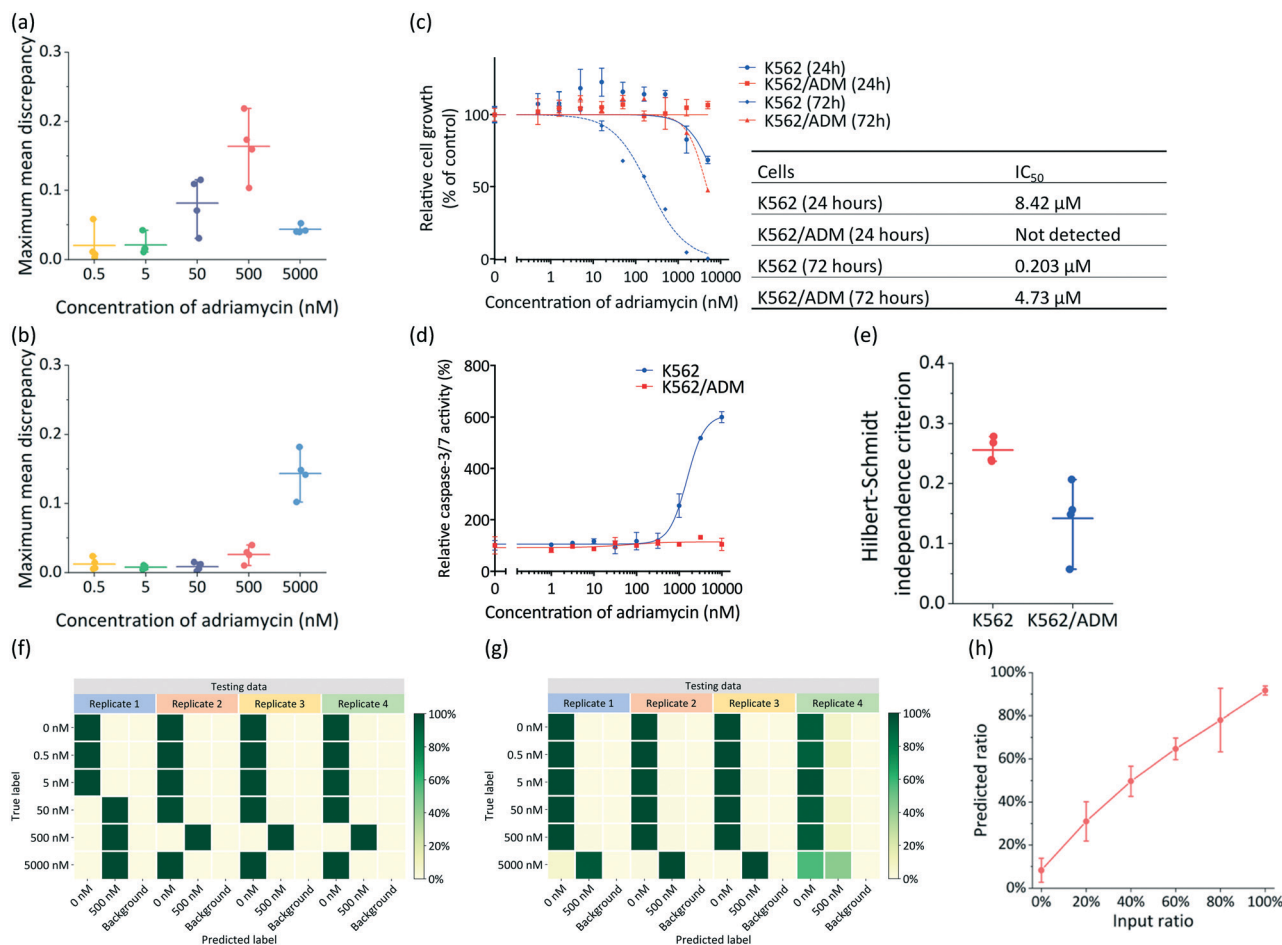 (a)
0.3
0.2
0.1
0.0
Maximum mean discrepancy
0.5 5 50 500 5000
Concentration of adriamycin (nM)
(b)
0.3
0.2
0.1
0.0
Maximum mean discrepancy
0.5 5 50 500 5000
Concentration of adriamycin (nM)
(c)
100
50
0
Relative cell growth
(% of control)
0 1 10 100 1000 10000
Concentration of adriamycin (nM)
K562 (24h)
K562/ADM (24h)
K562 (72h)
K562/ADM (72h)
Cells IC50
K562 (24 hours) 8.42 μM
K562/ADM (24 hours) Not detected
K562 (72 hours) 0.203 μM
K562/ADM (72 hours) 4.73 μM
(d)
800
600
400
200
0
Relative caspase-3/7 activity (%)
K562
K562/ADM
0 1 10 100 1000 10000
Concentration of adriamycin (nM)
(e)
0.4
0.3
0.2
0.1
0.0
Hilbert-Schmidt
independence criterion
K562 K562/ADM
(f)
Testing data
Replicate 1 Replicate 2 Replicate 3 Replicate 4
True label
0 nM
0.5 nM
5 nM
50 nM
500 nM
5000 nM
0 nM 500 nM Background 0 nM 500 nM Background 0 nM 500 nM Background 0 nM 500 nM Background
Predicted label
100%
80%
60%
40%
20%
0%
(g)
Testing data
Replicate 1 Replicate 2 Replicate 3 Replicate 4
True label
0 nM
0.5 nM
5 nM
50 nM
500 nM
5000 nM
0 nM 500 nM Background 0 nM 500 nM Background 0 nM 500 nM Background 0 nM 500 nM Background
Predicted label
100%
80%
60%
40%
20%
0%
(h)
100%
80%
60%
40%
20%
0%
Predicted ratio
0% 20% 40% 60% 80% 100%
Input ratio